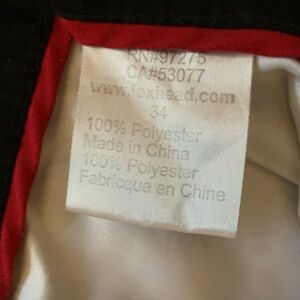 RN#97275
CA#53077
www.foxhead.com
34
100% Polyester
Made in China
100% Polyester
Fabricque en Chine